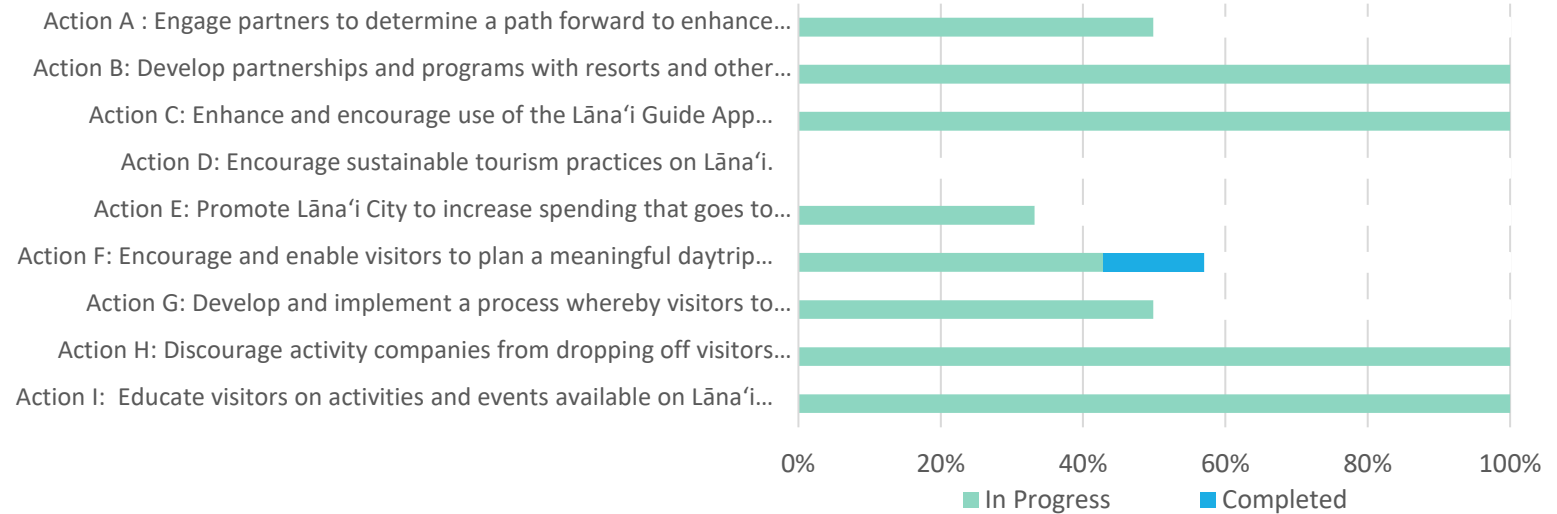 Action A : Engage partners to determine a path forward to enhance…
Action B: Develop partnerships and programs with resorts and other…
Action C: Enhance and encourage use of the Lānaʻi Guide App…
Action D: Encourage sustainable tourism practices on Lānaʻi.
Action E: Promote Lānaʻi City to increase spending that goes to…
Action F: Encourage and enable visitors to plan a meaningful daytrip…
Action G: Develop and implement a process whereby visitors to…
Action H: Discourage activity companies from dropping off visitors…
Action I:  Educate visitors on activities and events available on Lānaʻi…
0% 20% 40% 60% 80% 100%
In Progress Completed